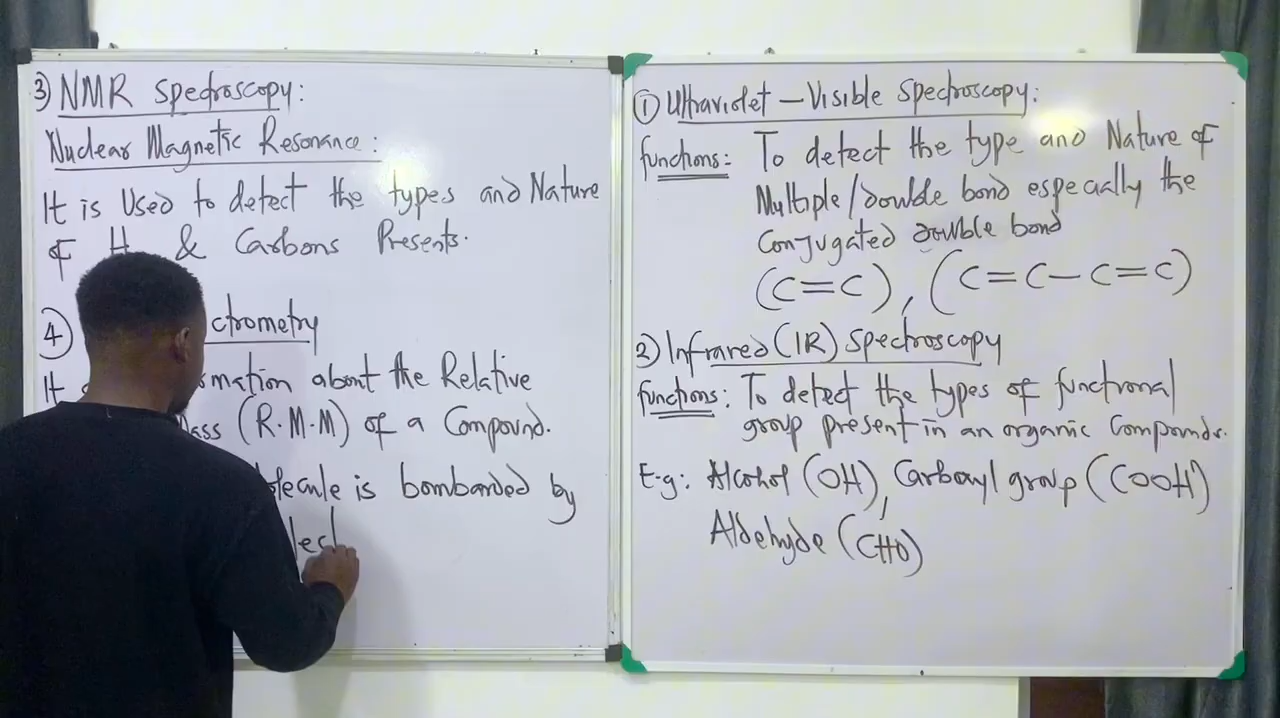 3) NMR Spectroscopy:
Nuclear Magnetic Resonance:
It is Used to detect the types and Nature
of H & Carbons Presents.
4) ctrometry
It mation about the Relative
ass (R.M.M) of a Compound.
lecule is bombarded by
lect
1) Ultraviolet – Visible Spectroscopy:
functions: To detect the type and Nature of
Multiple/double bond especially the
Conjugated double bond
(C=C), (C=C–C=C)
2) Infrared (IR) Spectroscopy
functions: To detect the types of functional
group present in an organic Compounds.
E.g: Alcohol (OH), Carboxyl group (COOH)
Aldehyde (CHO)